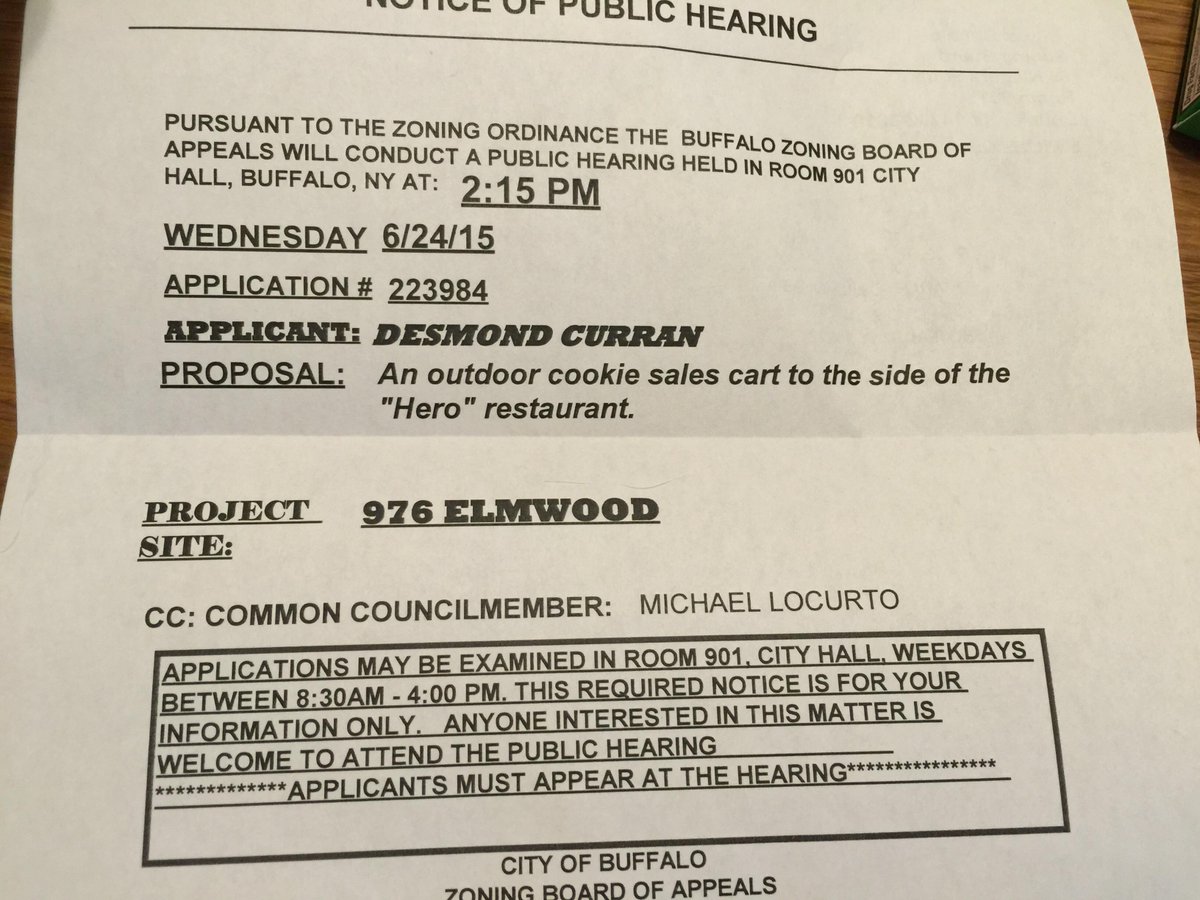 NOTICE OF PUBLIC HEARING
PURSUANT TO THE ZONING ORDINANCE THE BUFFALO ZONING BOARD OF
APPEALS WILL CONDUCT A PUBLIC HEARING HELD IN ROOM 901 CITY
HALL, BUFFALO, NY AT: 2:15 PM
WEDNESDAY 6/24/15
APPLICATION # 223984
APPLICANT: DESMOND CURRAN
PROPOSAL: An outdoor cookie sales cart to the side of the
"Hero" restaurant.
PROJECT 976 ELMWOOD
SITE:
CC: COMMON COUNCILMEMBER: MICHAEL LOCURTO
APPLICATIONS MAY BE EXAMINED IN ROOM 901, CITY HALL, WEEKDAYS
BETWEEN 8:30AM - 4:00 PM. THIS REQUIRED NOTICE IS FOR YOUR
INFORMATION ONLY. ANYONE INTERESTED IN THIS MATTER IS
WELCOME TO ATTEND THE PUBLIC HEARING
*************APPLICANTS MUST APPEAR AT THE HEARING****************
CITY OF BUFFALO
ZONING BOARD OF APPEALS